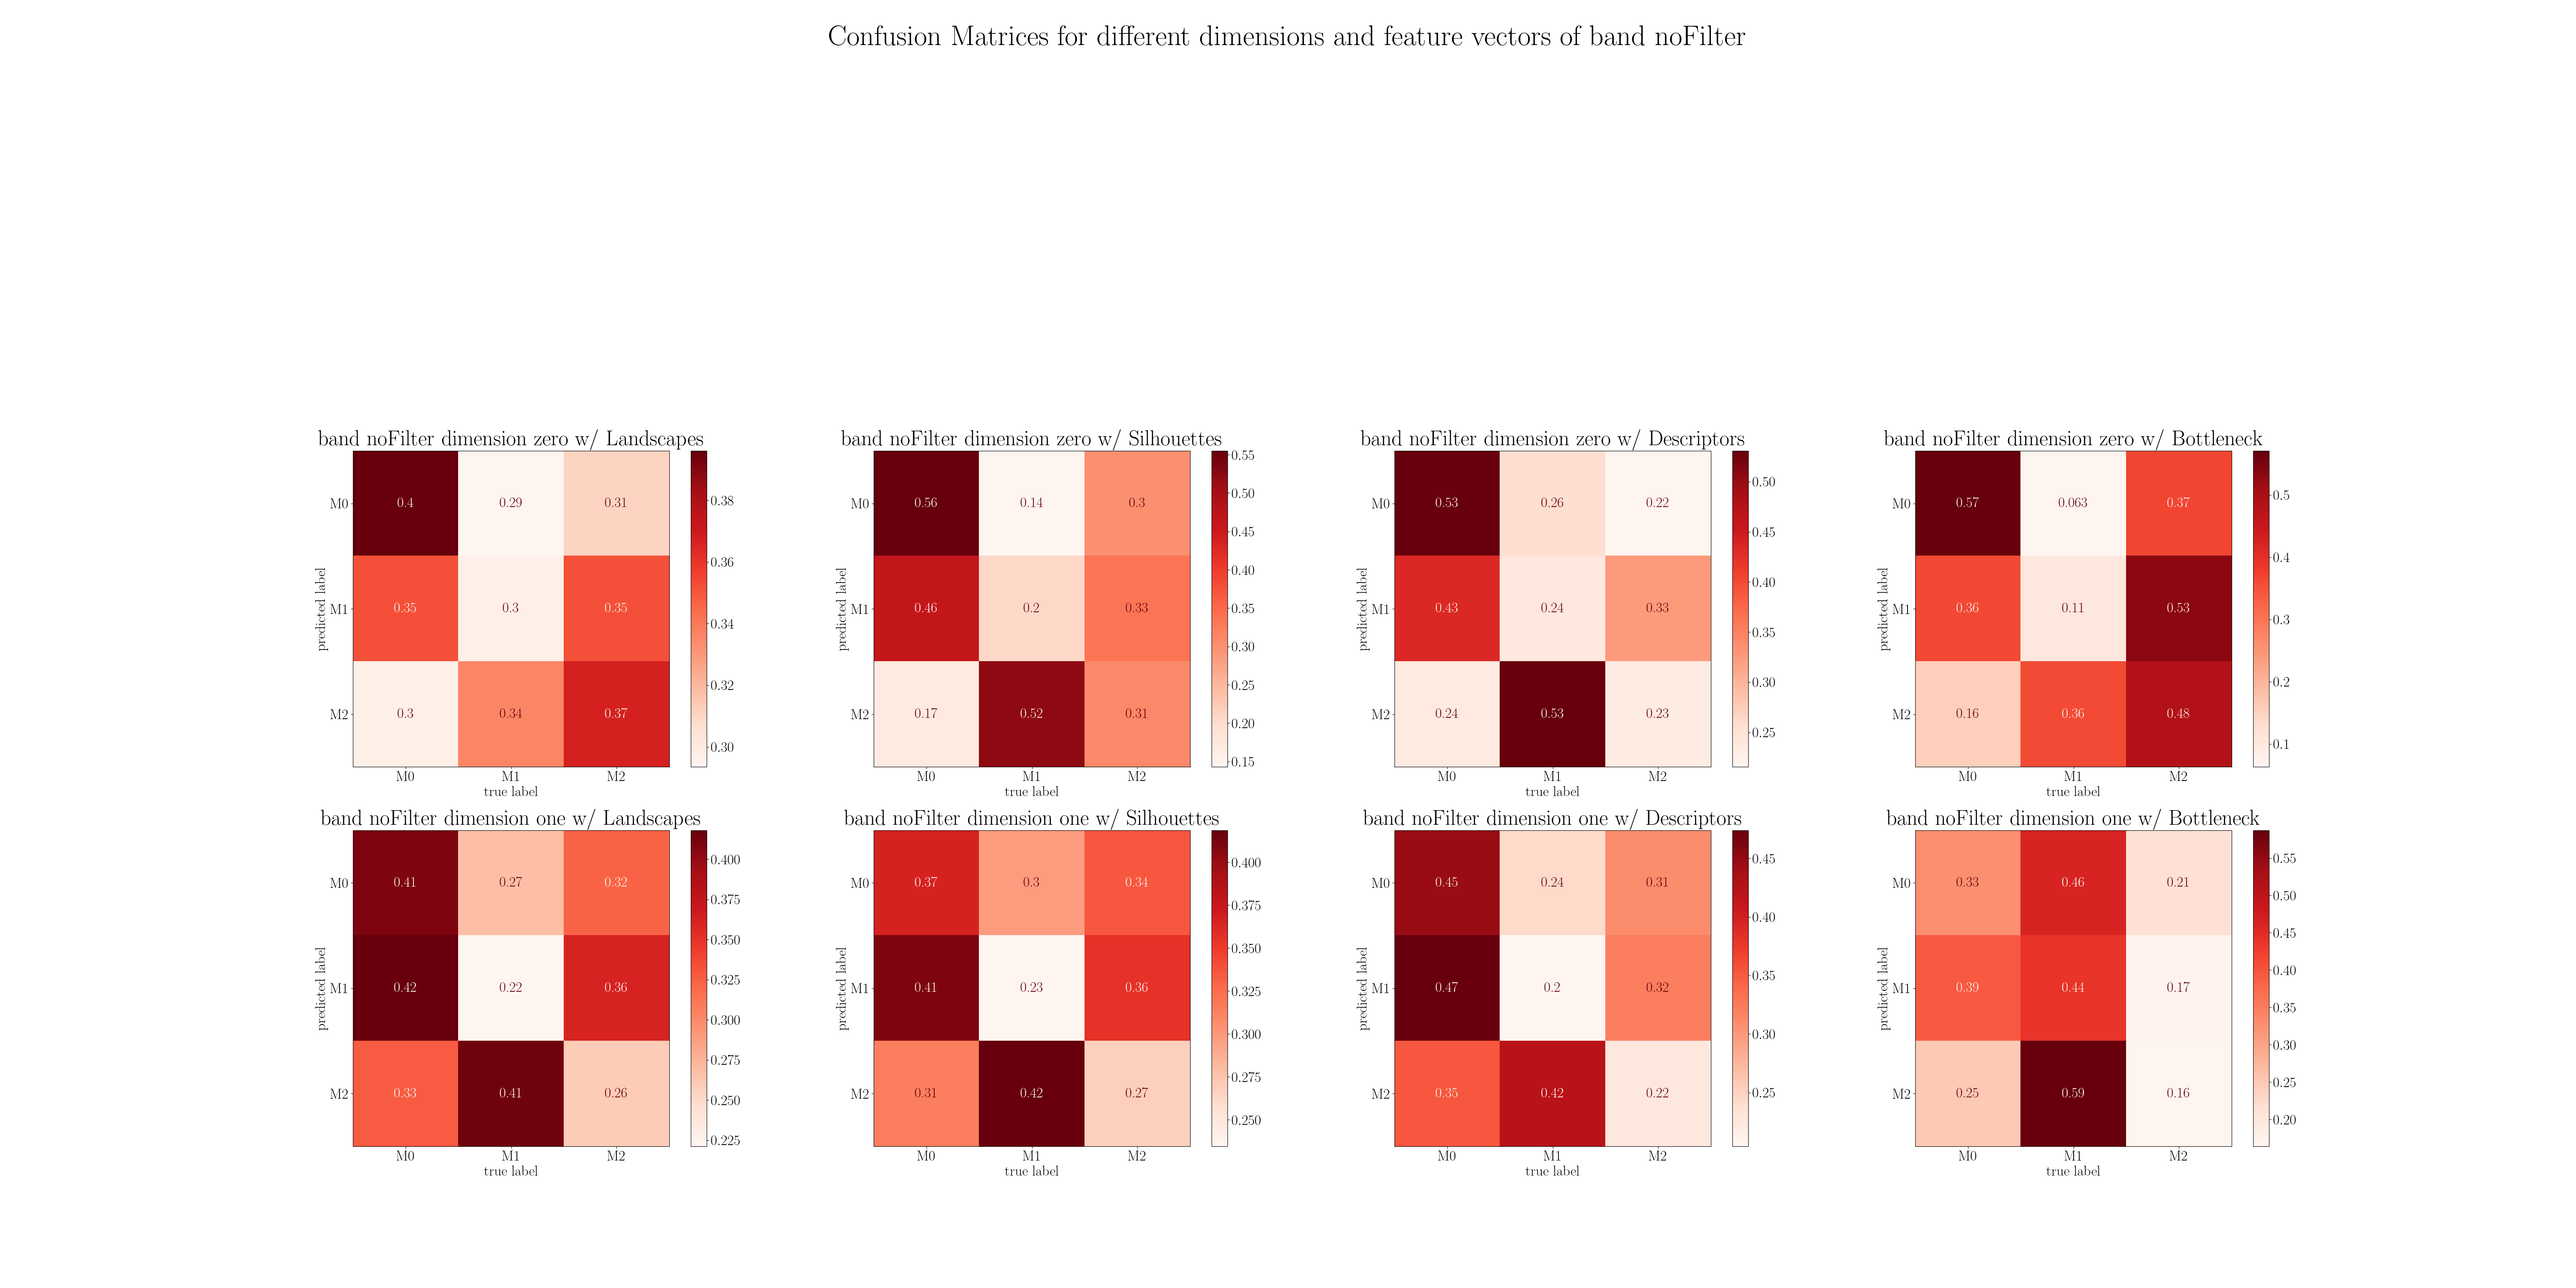 Confusion Matrices for different dimensions and feature vectors of band noFilter
band noFilter dimension zero w/ Landscapes
predicted label
M0 0.4 0.29 0.31
M1 0.35 0.3 0.35
M2 0.3 0.34 0.37
M0 M1 M2
true label
0.38
0.36
0.34
0.32
0.30
band noFilter dimension zero w/ Silhouettes
predicted label
M0 0.56 0.14 0.3
M1 0.46 0.2 0.33
M2 0.17 0.52 0.31
M0 M1 M2
true label
0.55
0.50
0.45
0.40
0.35
0.30
0.25
0.20
0.15
band noFilter dimension zero w/ Descriptors
predicted label
M0 0.53 0.26 0.22
M1 0.43 0.24 0.33
M2 0.24 0.53 0.23
M0 M1 M2
true label
0.50
0.45
0.40
0.35
0.30
0.25
band noFilter dimension zero w/ Bottleneck
predicted label
M0 0.57 0.063 0.37
M1 0.36 0.11 0.53
M2 0.16 0.36 0.48
M0 M1 M2
true label
0.5
0.4
0.3
0.2
0.1
band noFilter dimension one w/ Landscapes
predicted label
M0 0.41 0.27 0.32
M1 0.42 0.22 0.36
M2 0.33 0.41 0.26
M0 M1 M2
true label
0.400
0.375
0.350
0.325
0.300
0.275
0.250
0.225
band noFilter dimension one w/ Silhouettes
predicted label
M0 0.37 0.3 0.34
M1 0.41 0.23 0.36
M2 0.31 0.42 0.27
M0 M1 M2
true label
0.400
0.375
0.350
0.325
0.300
0.275
0.250
band noFilter dimension one w/ Descriptors
predicted label
M0 0.45 0.24 0.31
M1 0.47 0.2 0.32
M2 0.35 0.42 0.22
M0 M1 M2
true label
0.45
0.40
0.35
0.30
0.25
band noFilter dimension one w/ Bottleneck
predicted label
M0 0.33 0.46 0.21
M1 0.39 0.44 0.17
M2 0.25 0.59 0.16
M0 M1 M2
true label
0.55
0.50
0.45
0.40
0.35
0.30
0.25
0.20